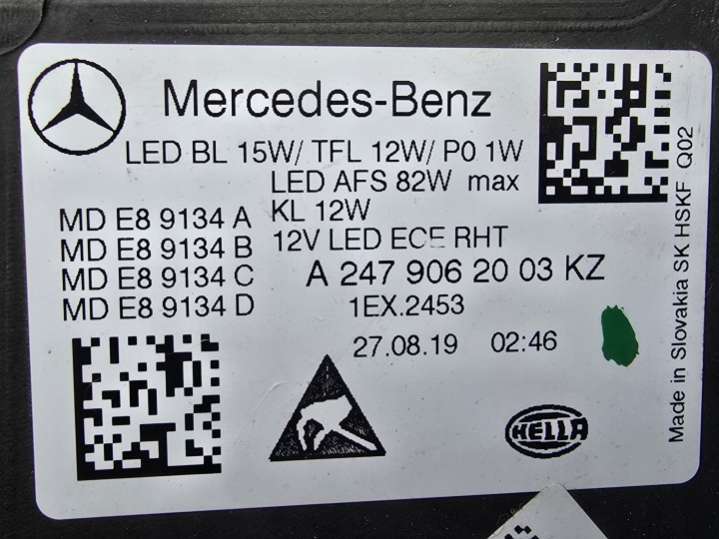 Mercedes-Benz
LED BL 15W/ TFL 12W/ P0 1W
LED AFS 82W max
KL 12W
12V LED ECE RHT
MD E8 9134 A
MD E8 9134 B
MD E8 9134 C
MD E8 9134 D
A 247 906 20 03 KZ
1EX.2453
27.08.19 02:46
HELLA
Made in Slovakia SK HSKF Q02